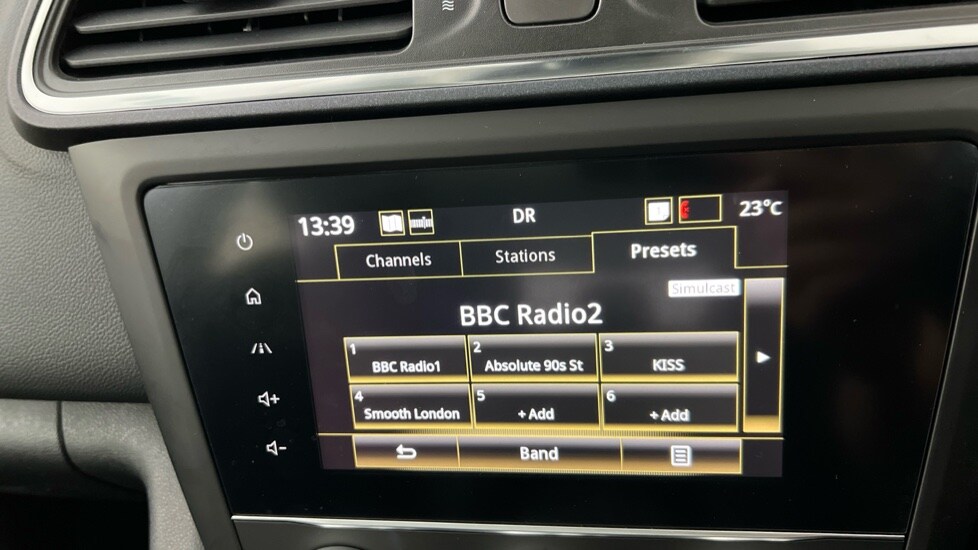 13:39 DR 23°C
Channels Stations Presets
Simulcast
BBC Radio2
1 BBC Radio1
2 Absolute 90s St
3 KISS
4 Smooth London
5 + Add
6 + Add
Band